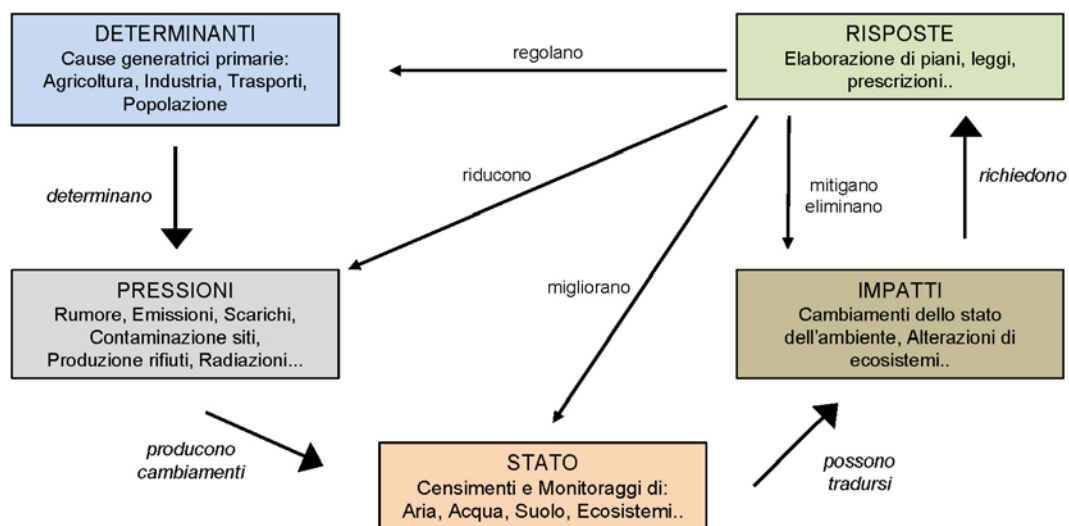 DETERMINANTI
Cause generatrici primarie:
Agricoltura, Industria, Trasporti,
Popolazione
regolano
RISPOSTE
Elaborazione di piani, leggi,
prescrizioni..
determinano
riducono
mitigano
eliminano
richiedono
PRESSIONI
Rumore, Emissioni, Scarichi,
Contaminazione siti,
Produzione rifiuti, Radiazioni...
migliorano
IMPATTI
Cambiamenti dello stato
dell'ambiente, Alterazioni di
ecosistemi..
producono
cambiamenti
STATO
Censimenti e Monitoraggi di:
Aria, Acqua, Suolo, Ecosistemi..
possono
tradursi